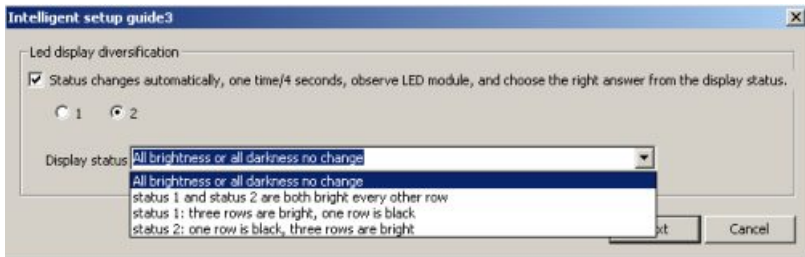 Intelligent setup guide3
Led display diversification
Status changes automatically, one time/4 seconds, observe LED module, and choose the right answer from the display status.
1 2
Display status All brightness or all darkness no change
All brightness or all darkness no change
status 1 and status 2 are both bright every other row
status 1: three rows are bright, one row is black
status 2: one row is black, three rows are bright
Cancel